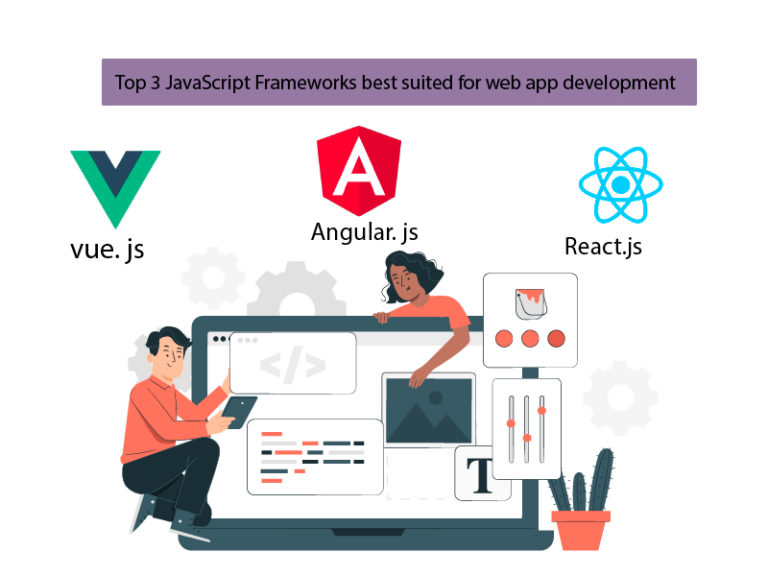 Top 3 JavaScript Frameworks best suited for web app development
A
vue. js
Angular. js
React.js
</>
T